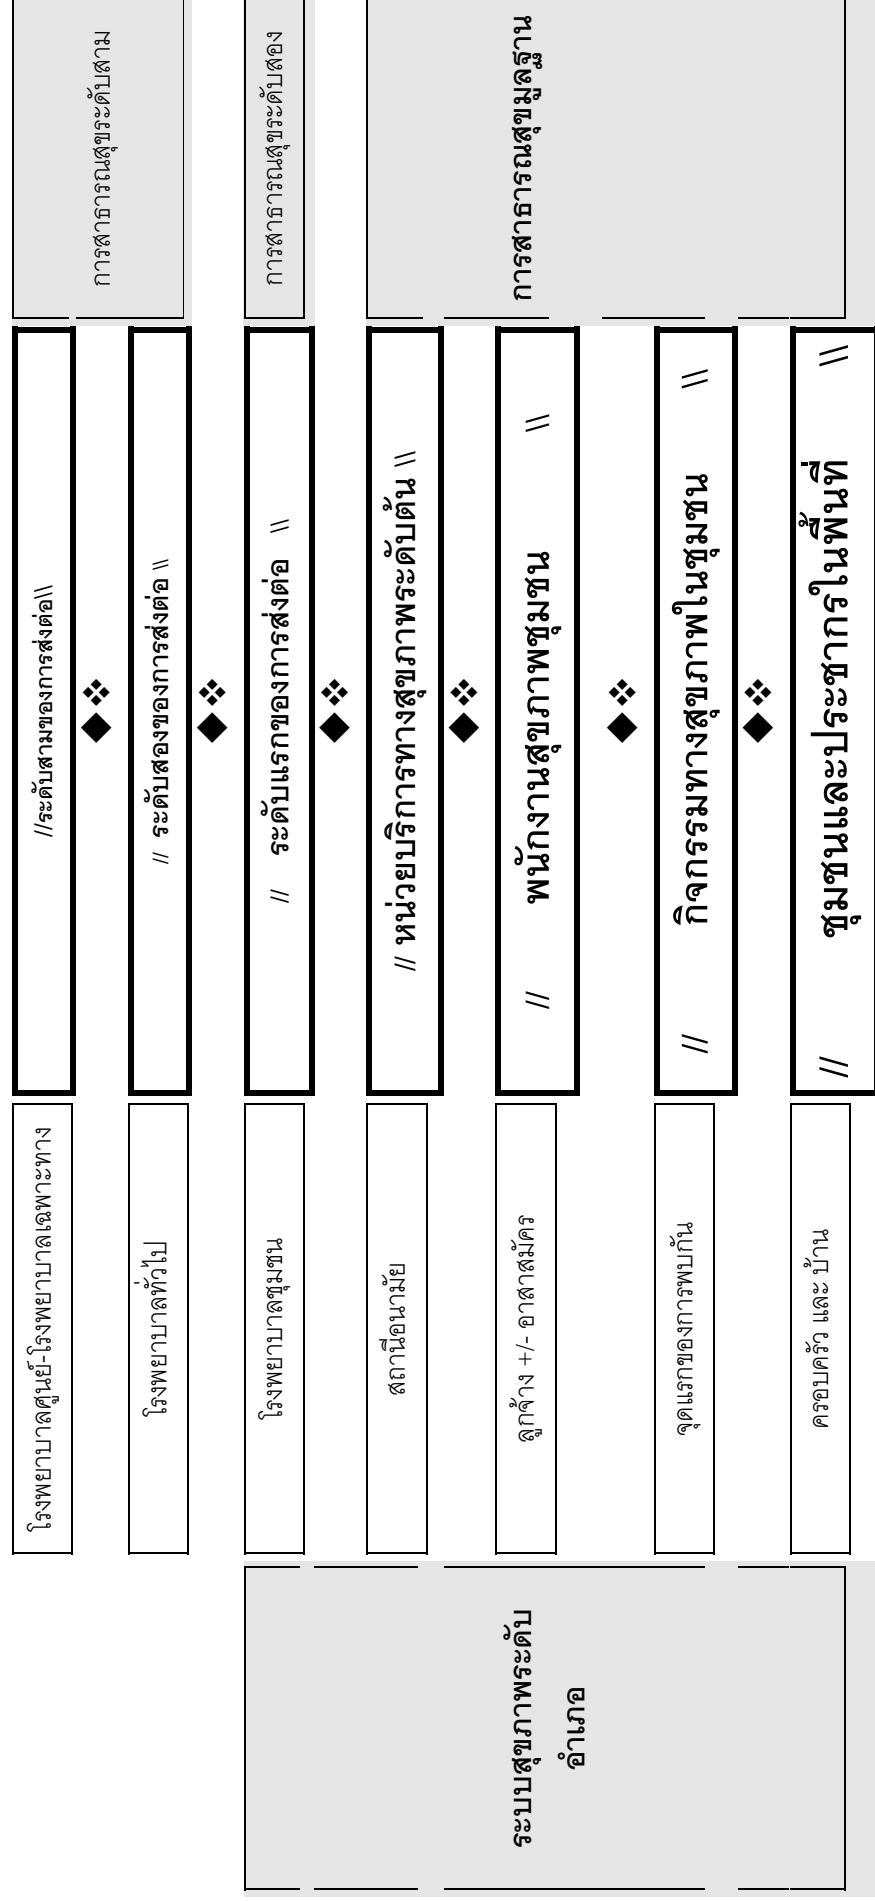 โรงพยาบาลศูนย์-โรงพยาบาลเฉพาะทาง
//ระดับสามของการส่งต่อ\\
การสาธารณสุขระดับสาม
◆❖
โรงพยาบาลทั่วไป
// ระดับสองของการส่งต่อ \\
◆❖
โรงพยาบาลชุมชน
// ระดับแรกของการส่งต่อ \\
การสาธารณสุขระดับสอง
◆❖
สถานีอนามัย
// หน่วยบริการทางสุขภาพระดับต้น \\
◆❖
ระบบสุขภาพระดับ
อำเภอ
ลูกจ้าง +/- อาสาสมัคร
// พนักงานสุขภาพชุมชน \\
การสาธารณสุขมูลฐาน
◆❖
จุดแรกของการพบกัน
// กิจกรรมทางสุขภาพในชุมชน \\
◆❖
ครอบครัว และ บ้าน
// ชุมชนและประชากรในพื้นที่ \\